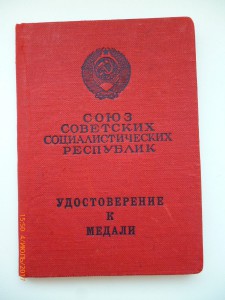 СОЮЗ
СОВЕТСКИХ
СОЦИАЛИСТИЧЕСКИХ
РЕСПУБЛИК
УДОСТОВЕРЕНИЕ
К
МЕДАЛИ